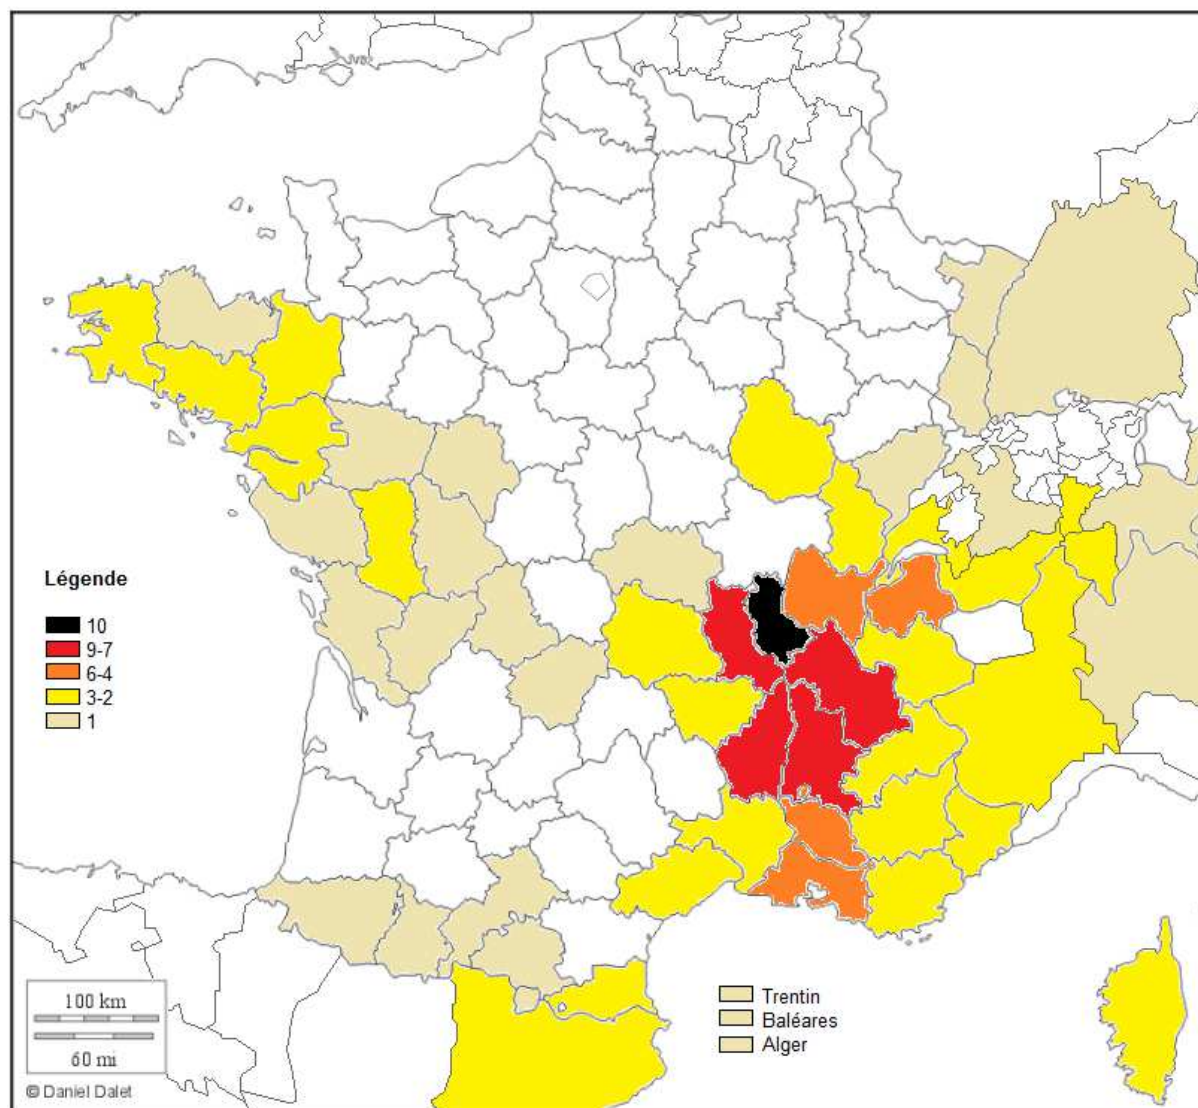 Légende
10
9-7
6-4
3-2
1
100 km
60 mi
© Daniel Dalet
Trentin
Baléares
Alger